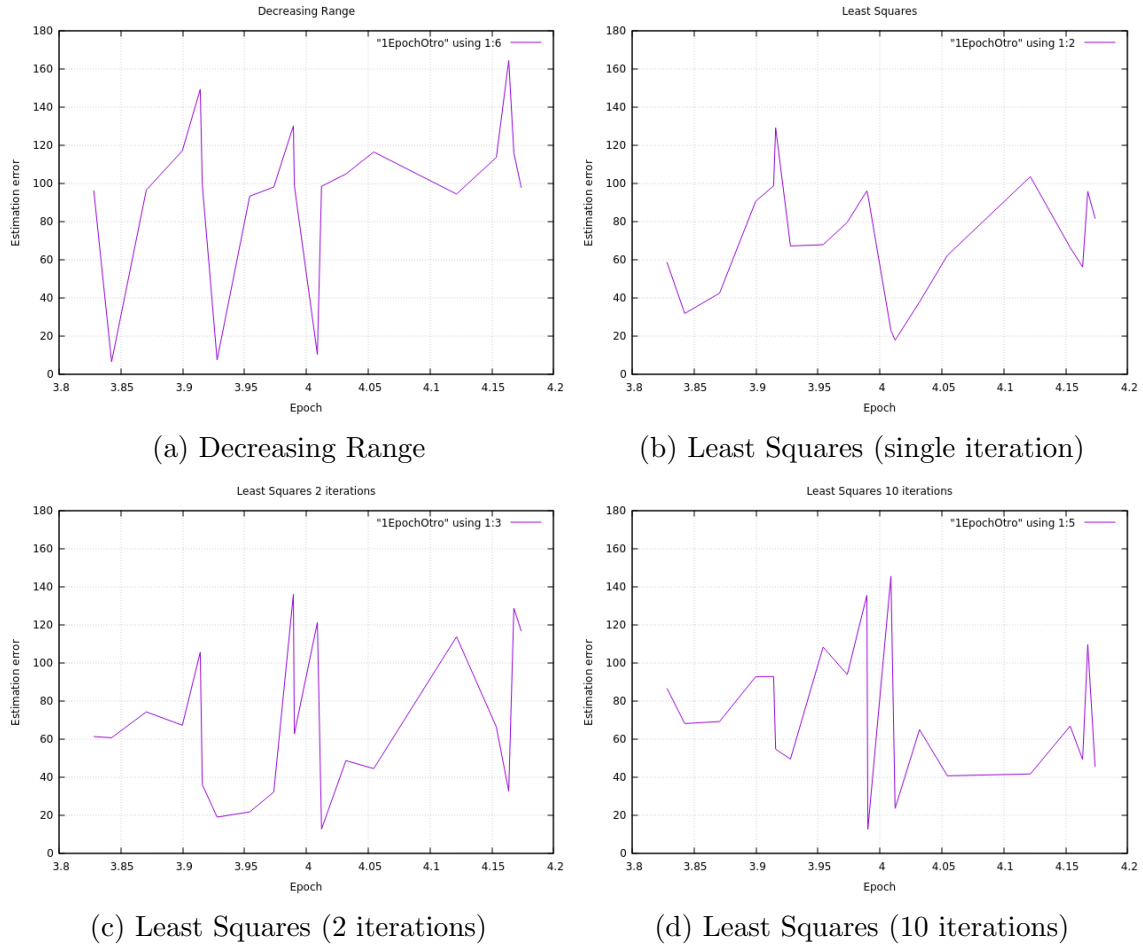 Decreasing Range
180
160
140
120
100
80
60
40
20
0
"1EpochOtro" using 1:6
Estimation error
3.8 3.85 3.9 3.95 4 4.05 4.1 4.15 4.2
Epoch
(a) Decreasing Range
Least Squares
180
160
140
120
100
80
60
40
20
0
"1EpochOtro" using 1:2
Estimation error
3.8 3.85 3.9 3.95 4 4.05 4.1 4.15 4.2
Epoch
(b) Least Squares (single iteration)
Least Squares 2 iterations
180
160
140
120
100
80
60
40
20
0
"1EpochOtro" using 1:3
Estimation error
3.8 3.85 3.9 3.95 4 4.05 4.1 4.15 4.2
Epoch
(c) Least Squares (2 iterations)
Least Squares 10 iterations
180
160
140
120
100
80
60
40
20
0
"1EpochOtro" using 1:5
Estimation error
3.8 3.85 3.9 3.95 4 4.05 4.1 4.15 4.2
Epoch
(d) Least Squares (10 iterations)